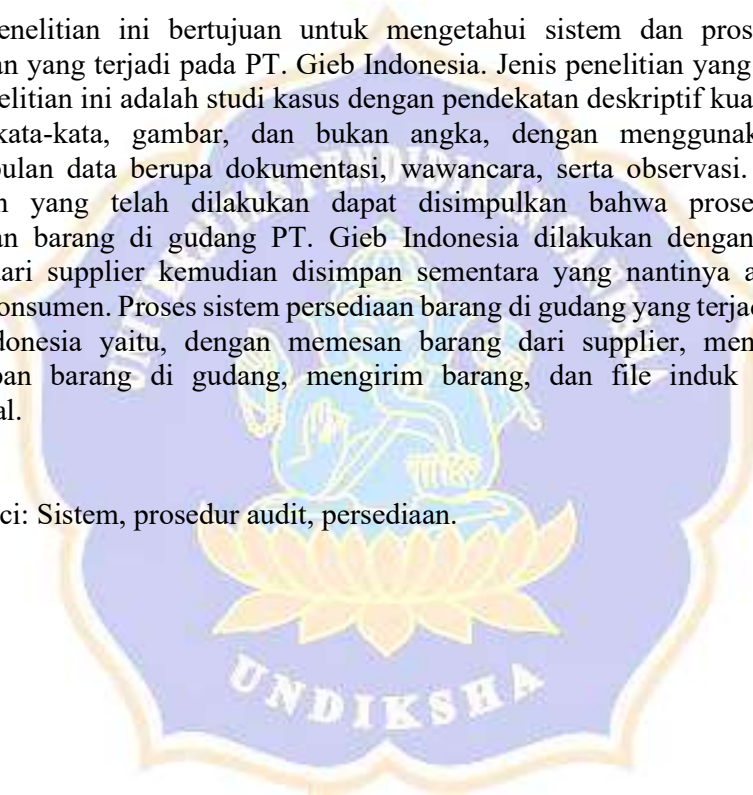 enelitian ini bertujuan untuk mengetahui sistem dan pros
an yang terjadi pada PT. Gieb Indonesia. Jenis penelitian yang
elitian ini adalah studi kasus dengan pendekatan deskriptif kua
kata-kata, gambar, dan bukan angka, dengan menggunak
pulan data berupa dokumentasi, wawancara, serta observasi.
n yang telah dilakukan dapat disimpulkan bahwa prose
an barang di gudang PT. Gieb Indonesia dilakukan dengan
dari supplier kemudian disimpan sementara yang nantinya a
onsumen. Proses sistem persediaan barang di gudang yang terjad
donesia yaitu, dengan memesan barang dari supplier, men
pan barang di gudang, mengirim barang, dan file induk
al.
ci: Sistem, prosedur audit, persediaan.
UNIVERSITAS PENDIDIKAN GANESHA
UNDIKSHA